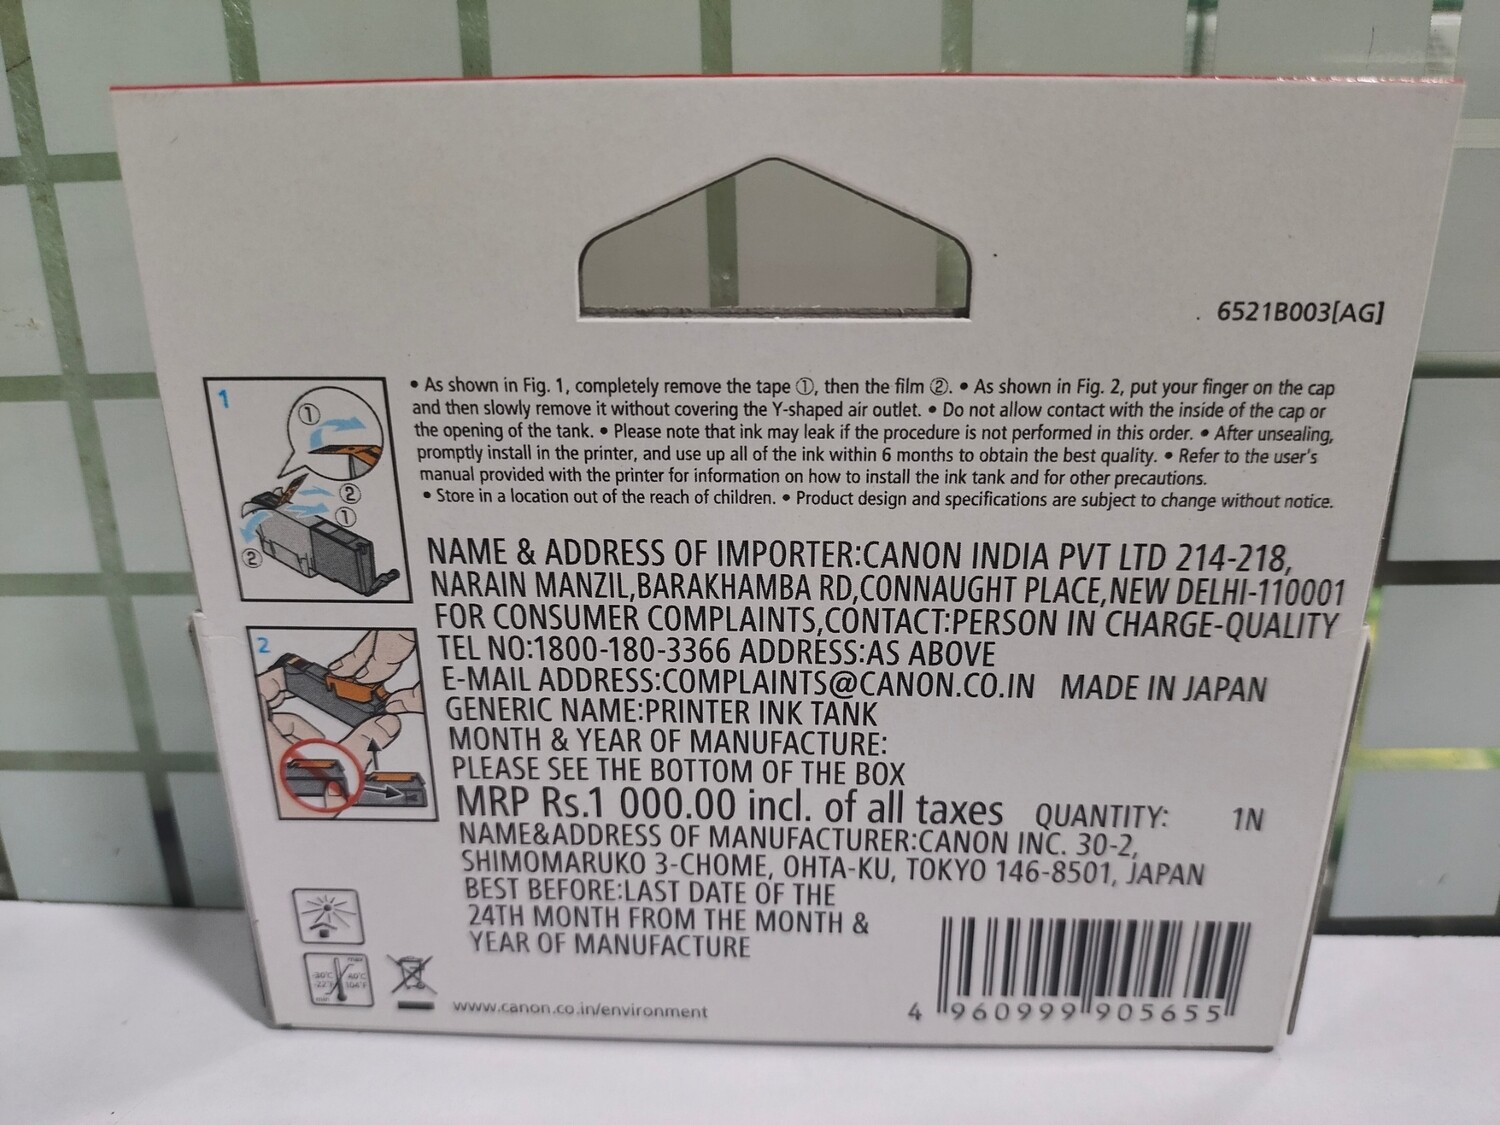 6521B003[AG]
• As shown in Fig. 1, completely remove the tape ①, then the film ②. • As shown in Fig. 2, put your finger on the cap
and then slowly remove it without covering the Y-shaped air outlet. • Do not allow contact with the inside of the cap or
the opening of the tank. • Please note that ink may leak if the procedure is not performed in this order. • After unsealing,
promptly install in the printer, and use up all of the ink within 6 months to obtain the best quality. • Refer to the user's
manual provided with the printer for information on how to install the ink tank and for other precautions.
• Store in a location out of the reach of children. • Product design and specifications are subject to change without notice.
1
①
②
①
②
2
NAME & ADDRESS OF IMPORTER:CANON INDIA PVT LTD 214-218,
NARAIN MANZIL,BARAKHAMBA RD,CONNAUGHT PLACE,NEW DELHI-110001
FOR CONSUMER COMPLAINTS,CONTACT:PERSON IN CHARGE-QUALITY
TEL NO:1800-180-3366 ADDRESS:AS ABOVE
E-MAIL ADDRESS:COMPLAINTS@CANON.CO.IN MADE IN JAPAN
GENERIC NAME:PRINTER INK TANK
MONTH & YEAR OF MANUFACTURE:
PLEASE SEE THE BOTTOM OF THE BOX
MRP Rs.1 000.00 incl. of all taxes QUANTITY: 1N
NAME&ADDRESS OF MANUFACTURER:CANON INC. 30-2,
SHIMOMARUKO 3-CHOME, OHTA-KU, TOKYO 146-8501, JAPAN
BEST BEFORE:LAST DATE OF THE
24TH MONTH FROM THE MONTH &
YEAR OF MANUFACTURE
max
min
www.canon.co.in/environment
4 960999 905655